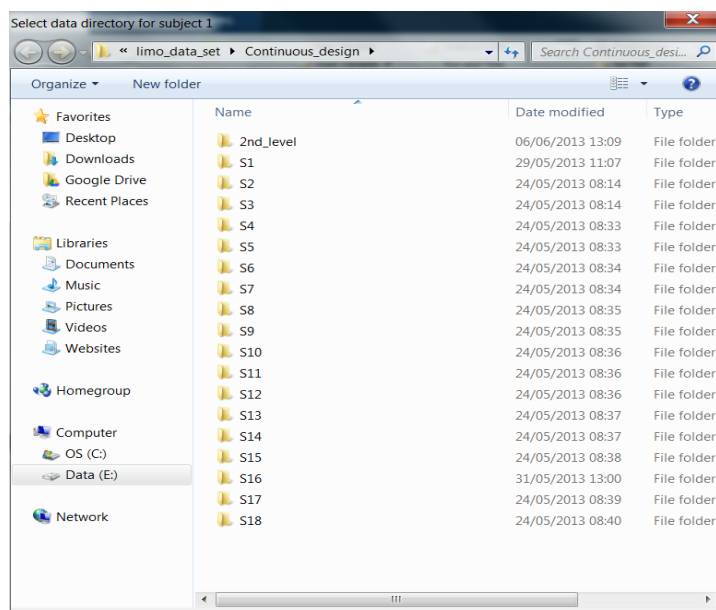 Select data directory for subject 1
« limo_data_set Continuous_design Search Continuous_desi...
Organize New folder
Name Date modified Type
Favorites
Desktop
Downloads
Google Drive
Recent Places
Libraries
Documents
Music
Pictures
Videos
Websites
Homegroup
Computer
OS (C:)
Data (E:)
Network
2nd_level 06/06/2013 13:09 File folder
S1 29/05/2013 11:07 File folder
S2 24/05/2013 08:14 File folder
S3 24/05/2013 08:14 File folder
S4 24/05/2013 08:33 File folder
S5 24/05/2013 08:33 File folder
S6 24/05/2013 08:34 File folder
S7 24/05/2013 08:34 File folder
S8 24/05/2013 08:35 File folder
S9 24/05/2013 08:35 File folder
S10 24/05/2013 08:36 File folder
S11 24/05/2013 08:36 File folder
S12 24/05/2013 08:36 File folder
S13 24/05/2013 08:37 File folder
S14 24/05/2013 08:37 File folder
S15 24/05/2013 08:38 File folder
S16 31/05/2013 13:00 File folder
S17 24/05/2013 08:39 File folder
S18 24/05/2013 08:40 File folder